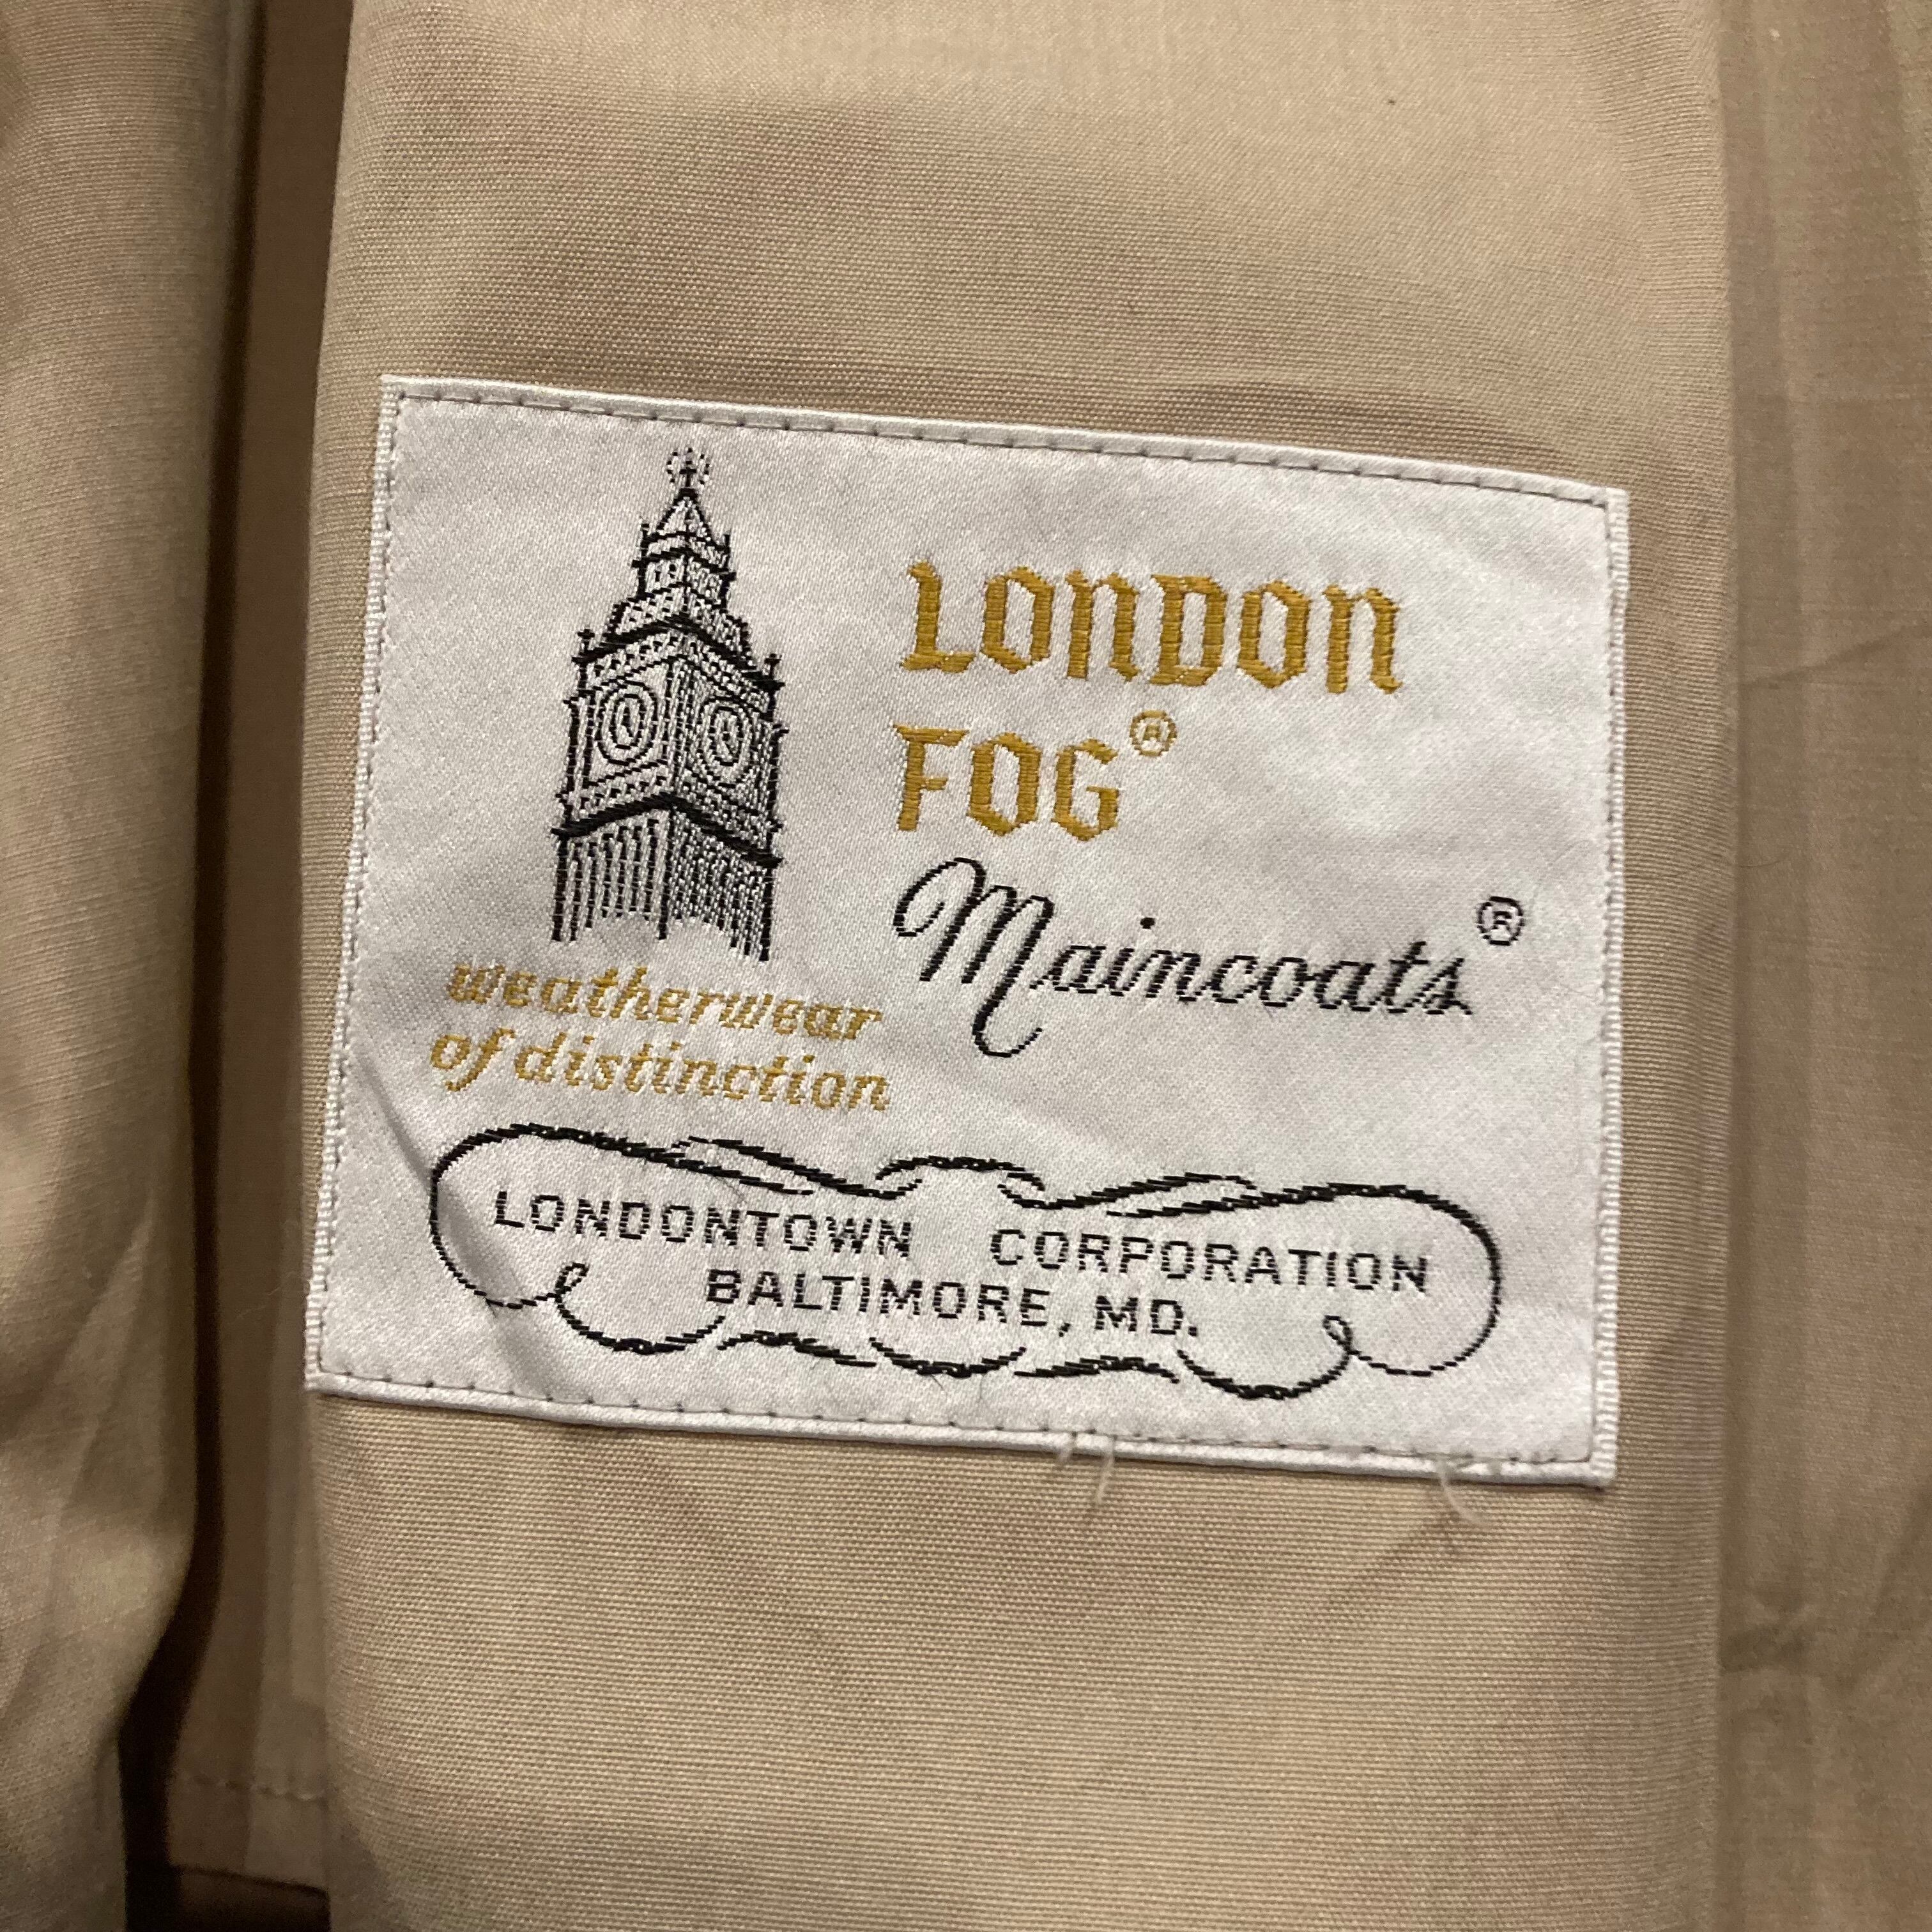 LONDON
FOG®
Maincoats®
weatherwear
of distinction
LONDONTOWN CORPORATION
BALTIMORE, MD.